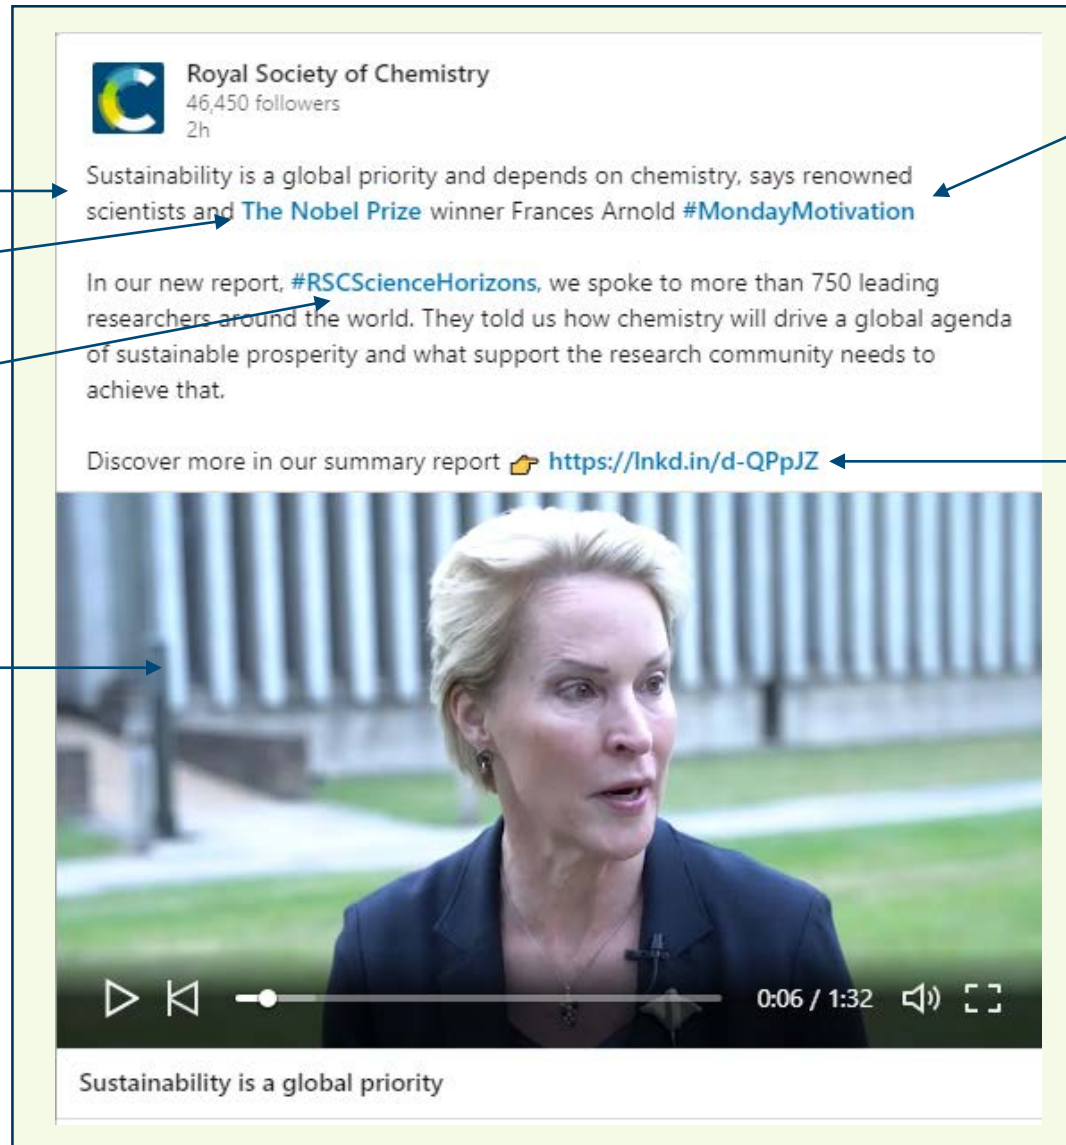 Royal Society of Chemistry
46,450 followers
2h
Sustainability is a global priority and depends on chemistry, says renowned
scientists and The Nobel Prize winner Frances Arnold #MondayMotivation
In our new report, #RSCScienceHorizons, we spoke to more than 750 leading
researchers around the world. They told us how chemistry will drive a global agenda
of sustainable prosperity and what support the research community needs to
achieve that.
Discover more in our summary report 👉 https://lnkd.in/d-QPpJZ
0:06 / 1:32
Sustainability is a global priority